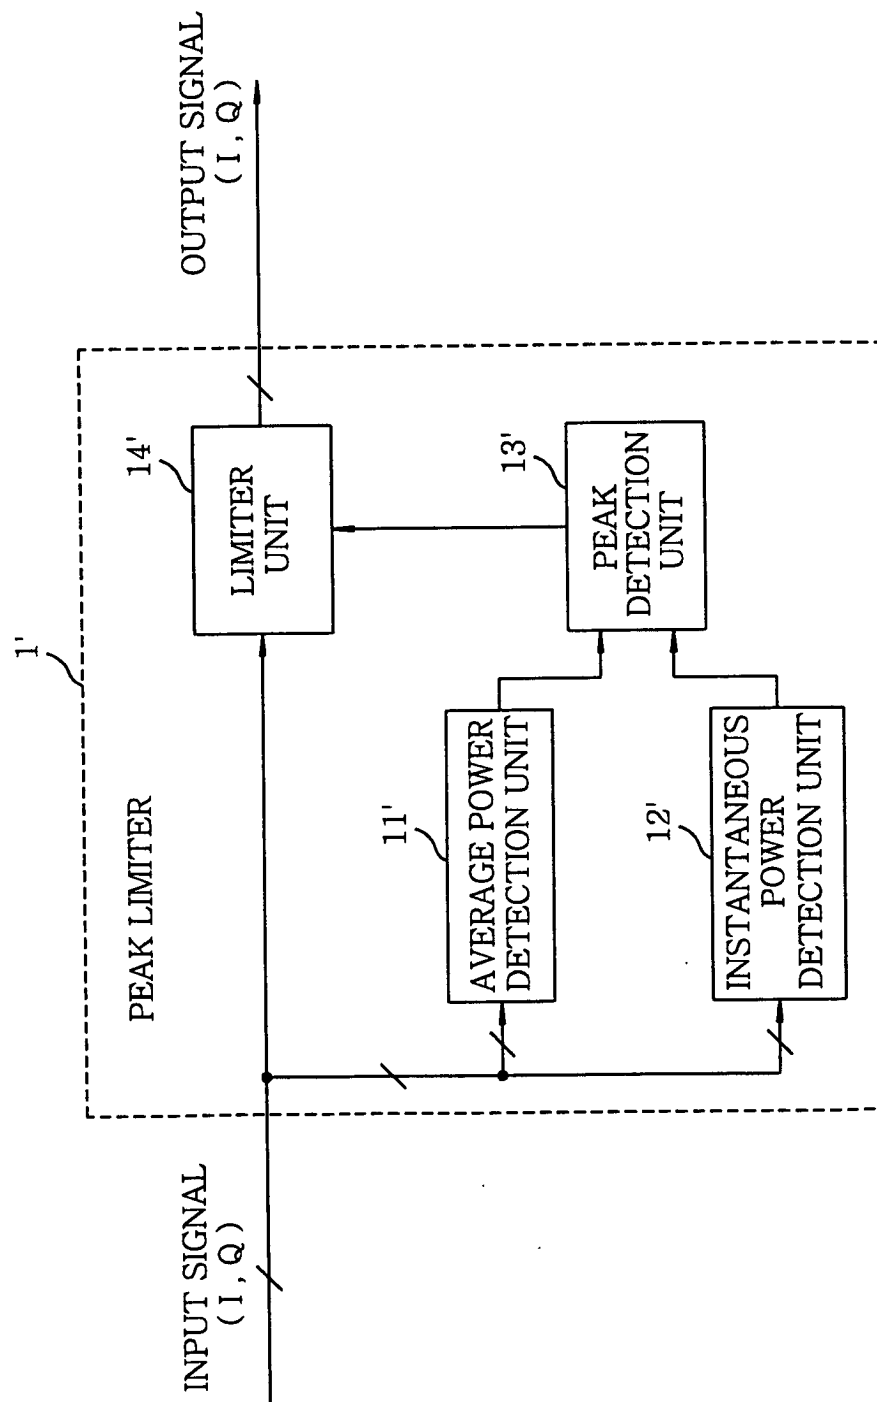 INPUT SIGNAL
(I, Q)
PEAK LIMITER
1'
11'
AVERAGE POWER
DETECTION UNIT
12'
INSTANTANEOUS
POWER
DETECTION UNIT
13'
PEAK
DETECTION
UNIT
14'
LIMITER
UNIT
OUTPUT SIGNAL
(I, Q)